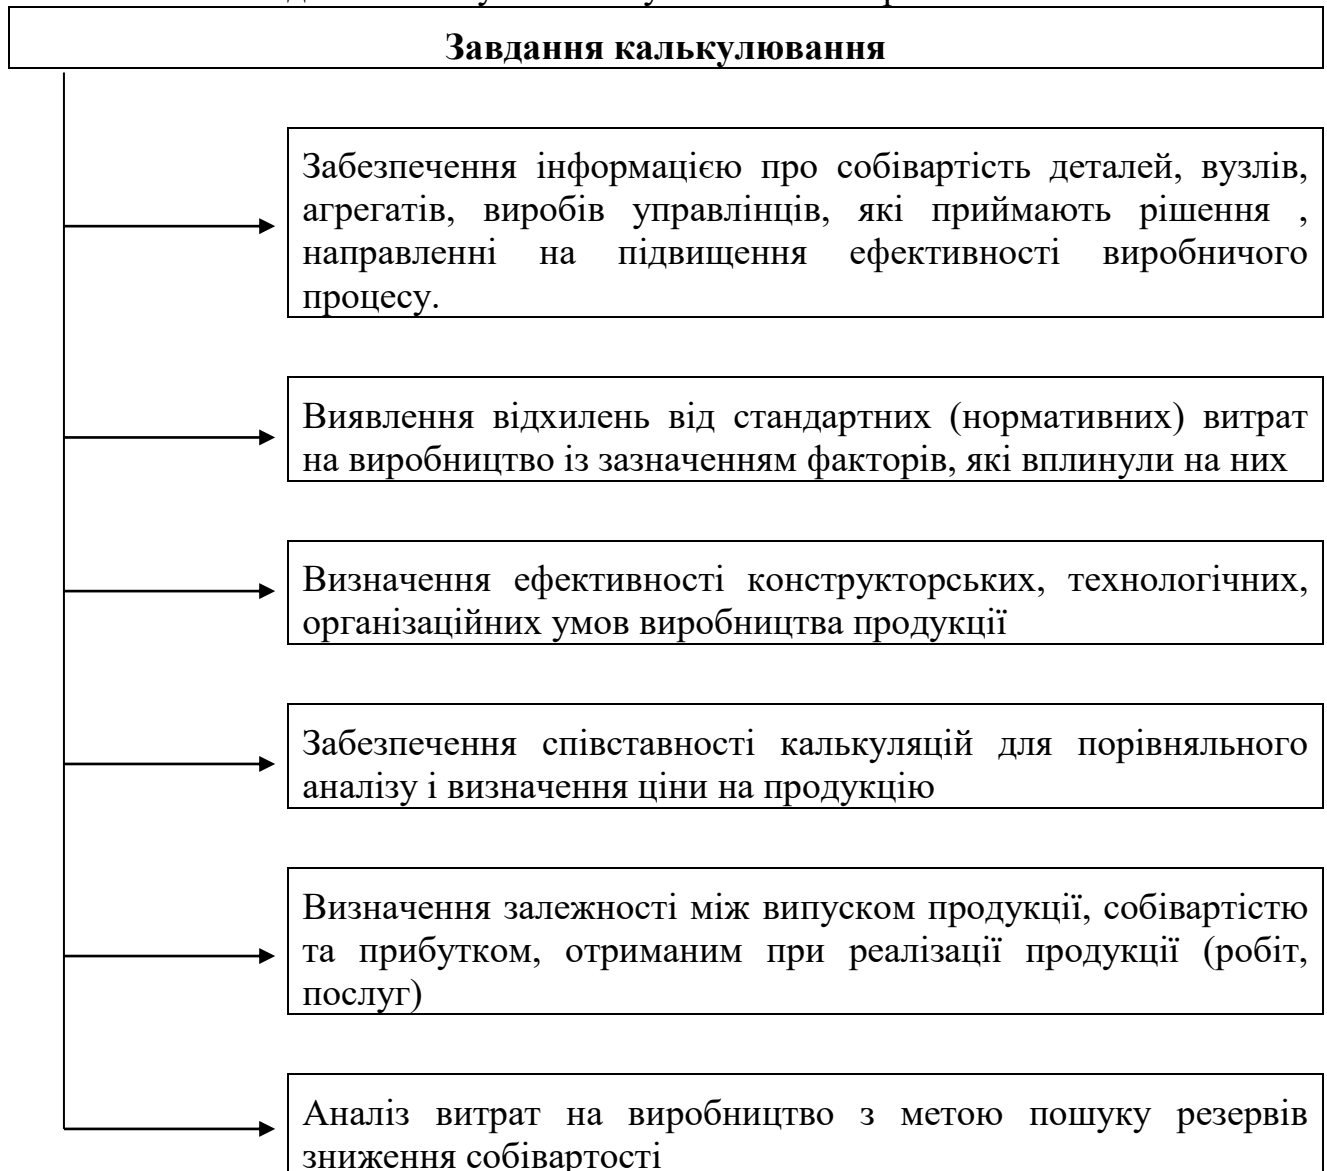 Завдання калькулювання
Забезпечення інформацією про собівартість деталей, вузлів,
агрегатів, виробів управлінців, які приймають рішення ,
направленні на підвищення ефективності виробничого
процесу.
Виявлення відхилень від стандартних (нормативних) витрат
на виробництво із зазначенням факторів, які вплинули на них
Визначення ефективності конструкторських, технологічних,
організаційних умов виробництва продукції
Забезпечення співставності калькуляцій для порівняльного
аналізу і визначення ціни на продукцію
Визначення залежності між випуском продукції, собівартістю
та прибутком, отриманим при реалізації продукції (робіт,
послуг)
Аналіз витрат на виробництво з метою пошуку резервів
зниження собівартості